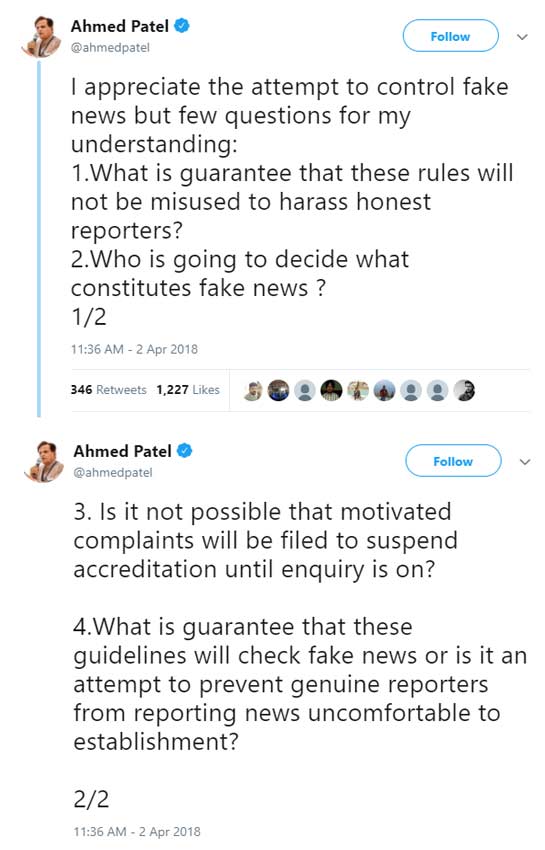 Ahmed Patel
@ahmedpatel
Follow
I appreciate the attempt to control fake
news but few questions for my
understanding:
1.What is guarantee that these rules will
not be misused to harass honest
reporters?
2.Who is going to decide what
constitutes fake news ?
1/2
11:36 AM - 2 Apr 2018
346 Retweets 1,227 Likes
Ahmed Patel
@ahmedpatel
Follow
3. Is it not possible that motivated
complaints will be filed to suspend
accreditation until enquiry is on?
4.What is guarantee that these
guidelines will check fake news or is it an
attempt to prevent genuine reporters
from reporting news uncomfortable to
establishment?
2/2
11:36 AM - 2 Apr 2018